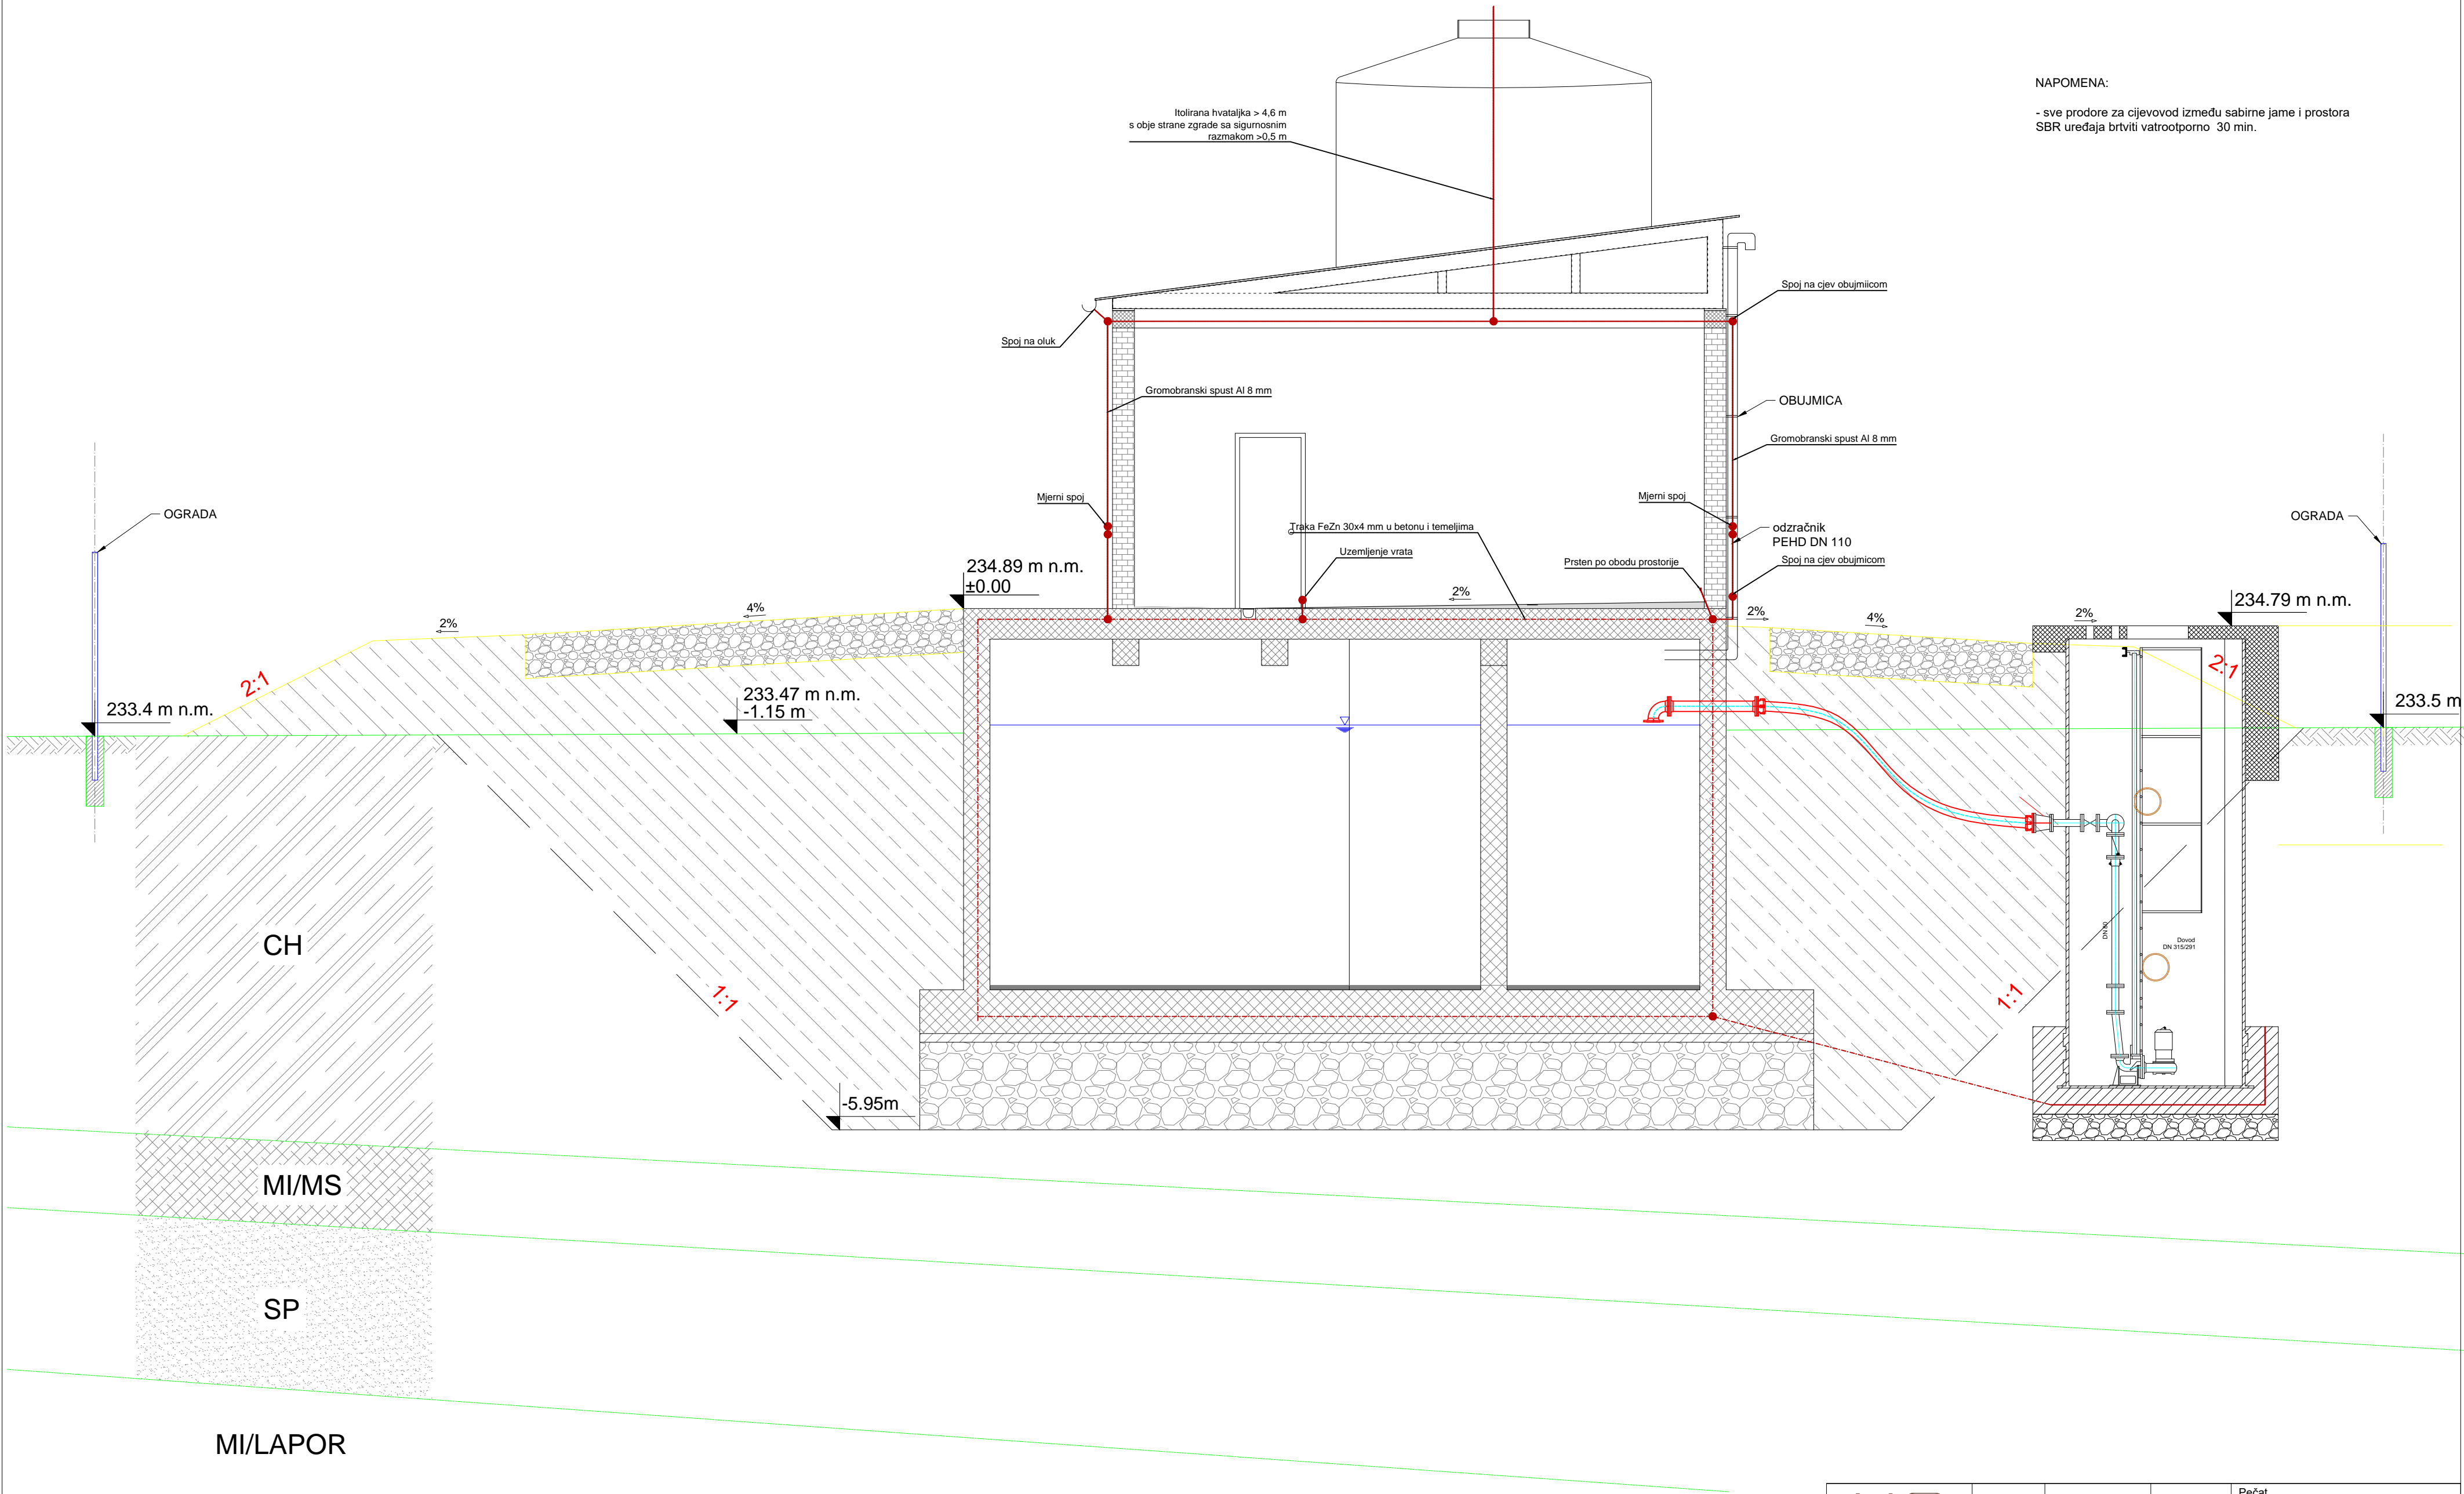 NAPOMENA:
- sve prodore za cijevovod između sabirne jame i prostora
SBR uređaja brtviti vatrootporno 30 min.
Itolirana hvataljka > 4,6 m
s obje strane zgrade sa sigurnosnim
razmakom >0,5 m
Spoj na cjev obujmiicom
Spoj na oluk
Gromobranski spust Al 8 mm
OBUJMICA
Gromobranski spust Al 8 mm
Mjerni spoj
Mjerni spoj
OGRADA
OGRADA
Traka FeZn 30x4 mm u betonu i temeljima
odzračnik
PEHD DN 110
Uzemljenje vrata
Prsten po obodu prostorije
Spoj na cjev obujmicom
234.89 m n.m.
±0.00
2%
234.79 m n.m.
4%
2%
2%
4%
2%
2:1
2:1
233.4 m n.m.
233.47 m n.m.
-1.15 m
233.5 m
CH
DN 80
Dovod
DN 315/291
1:1
1:1
-5.95m
MI/MS
SP
MI/LAPOR
Pečat